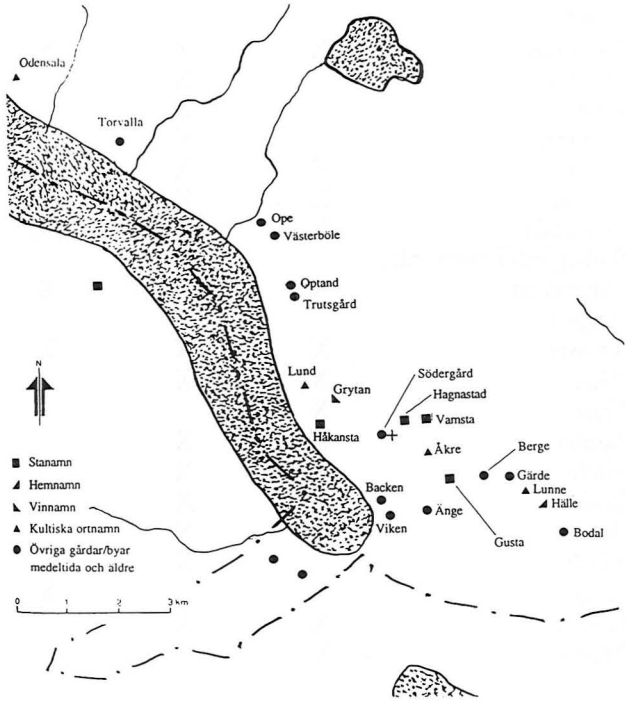 Odensala
Torvalla
Ope
Västerböle
Optand
Trutsgård
Lund
Grytan
Södergård
Hagnastad
Håkansta
Vamsta
Åkre
Berge
Gärde
Lunne
Hälle
Backen
Viken
Änge
Gusta
Bodal
N
Stanamn
Hemnamn
Vinnamn
Kultiska ortnamn
Övriga gårdar/byar
medeltida och äldre
0 1 2 3 km